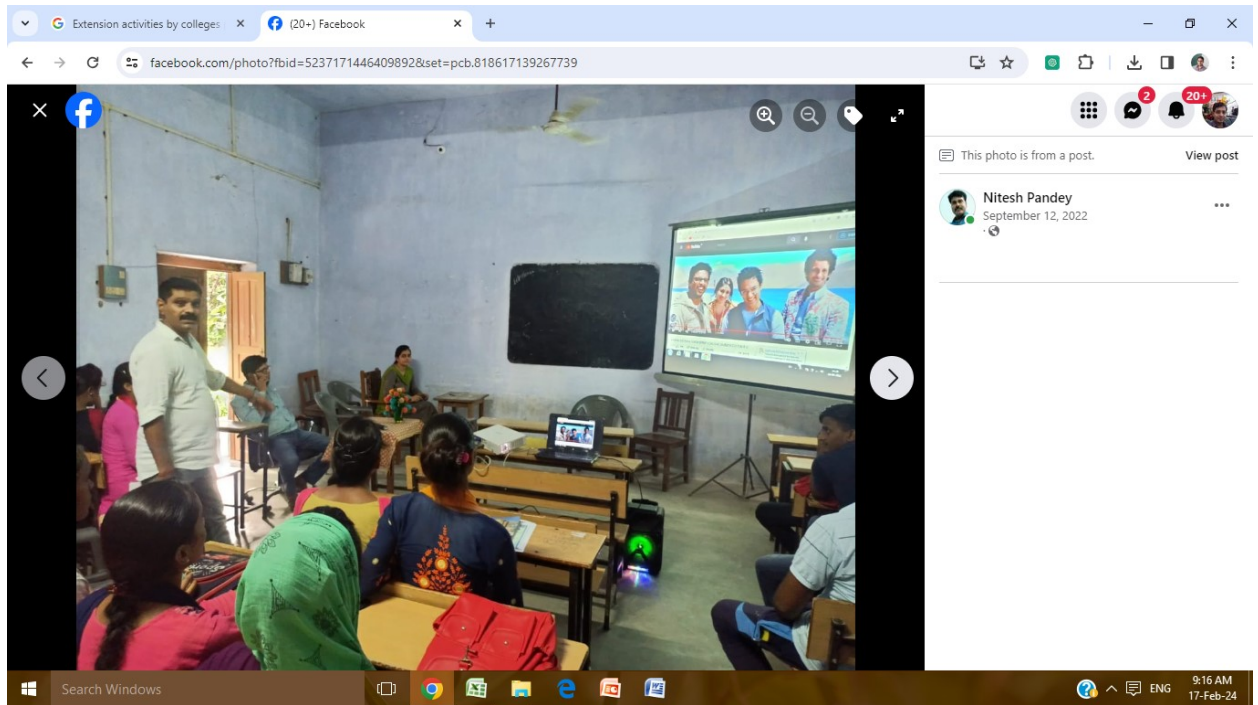 Extension activities by colleges
(20+) Facebook
facebook.com/photo?fbid=5237171446409892&set=pcb.818617139267739
2
20+
This photo is from a post.
View post
Nitesh Pandey
September 12, 2022
Search Windows
ENG
9:16 AM
17-Feb-24